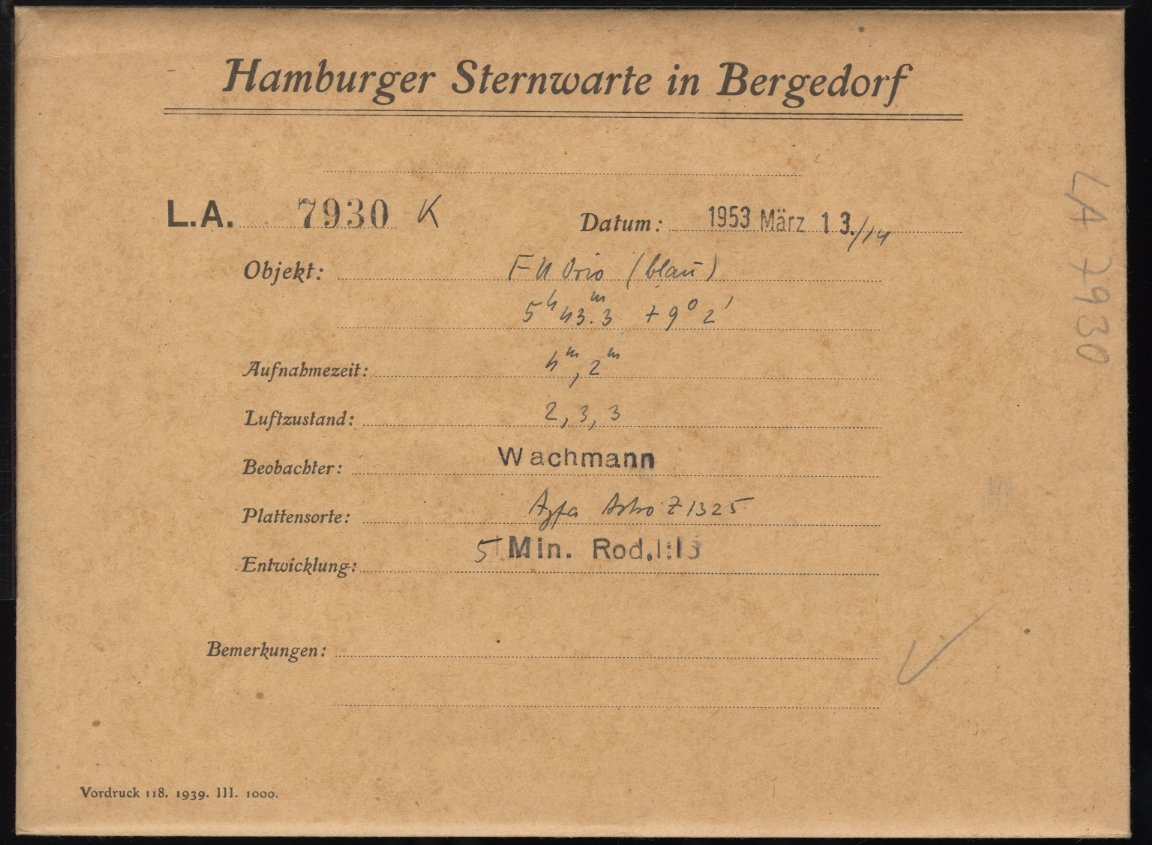 Hamburger Sternwarte in Bergedorf
L.A. 7930 K
Datum: 1953 März 13./14
Objekt: FU Orio (blau)
5h 43.m3 + 9° 2'
Aufnahmezeit: 4m, 2m
Luftzustand: 2, 3, 3
Beobachter: Wachmann
Plattensorte: Agfa Astro Z 1325
Entwicklung: 5 Min. Rod. 1:15
Bemerkungen:
Vordruck 118. 1939. III. 1000.
LA 7930